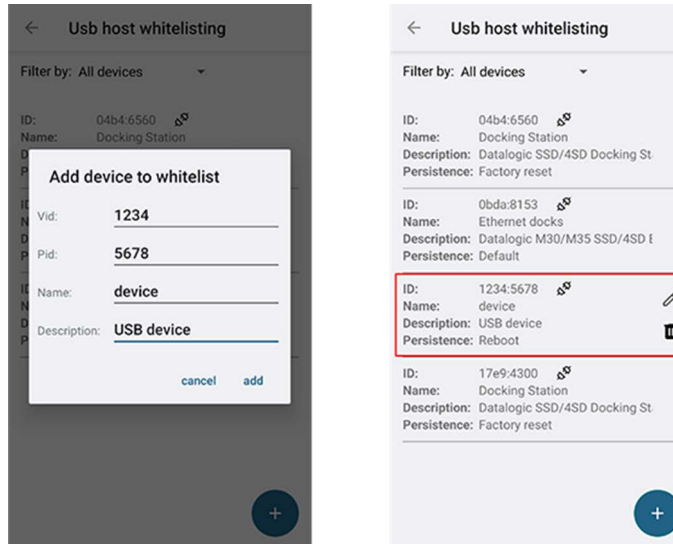 Usb host whitelisting
Filter by: All devices
ID: 04b4:6560
Name: Docking Station
Add device to whitelist
Vid: 1234
Pid: 5678
Name: device
Description: USB device
cancel add
+
Usb host whitelisting
Filter by: All devices
ID: 04b4:6560
Name: Docking Station
Description: Datalogic SSD/4SD Docking St
Persistence: Factory reset
ID: 0bda:8153
Name: Ethernet docks
Description: Datalogic M30/M35 SSD/4SD
Persistence: Default
ID: 1234:5678
Name: device
Description: USB device
Persistence: Reboot
ID: 17e9:4300
Name: Docking Station
Description: Datalogic SSD/4SD Docking St
Persistence: Factory reset
+